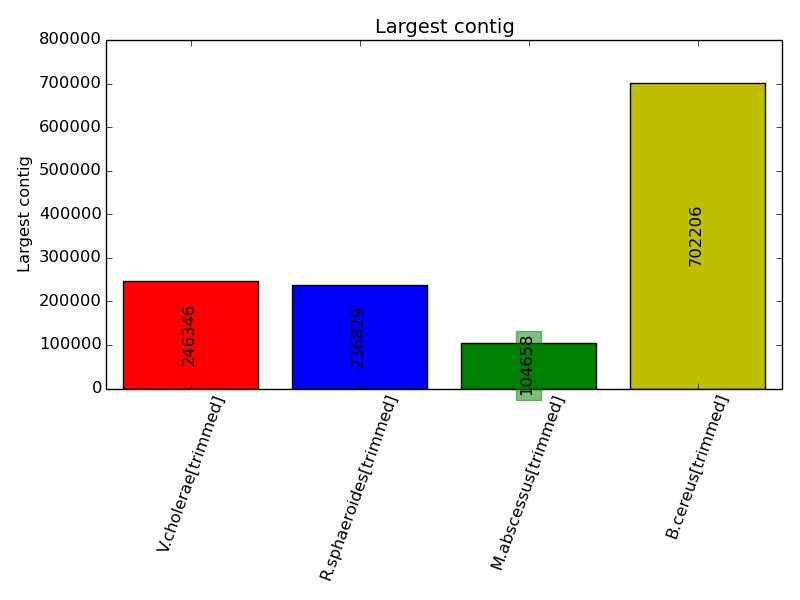 Largest contig
800000
700000
600000
500000
400000
300000
200000
100000
0
Largest contig
246346
236829
104658
702206
V.cholerae[trimmed]
R.sphaeroides[trimmed]
M.abscessus[trimmed]
B.cereus[trimmed]